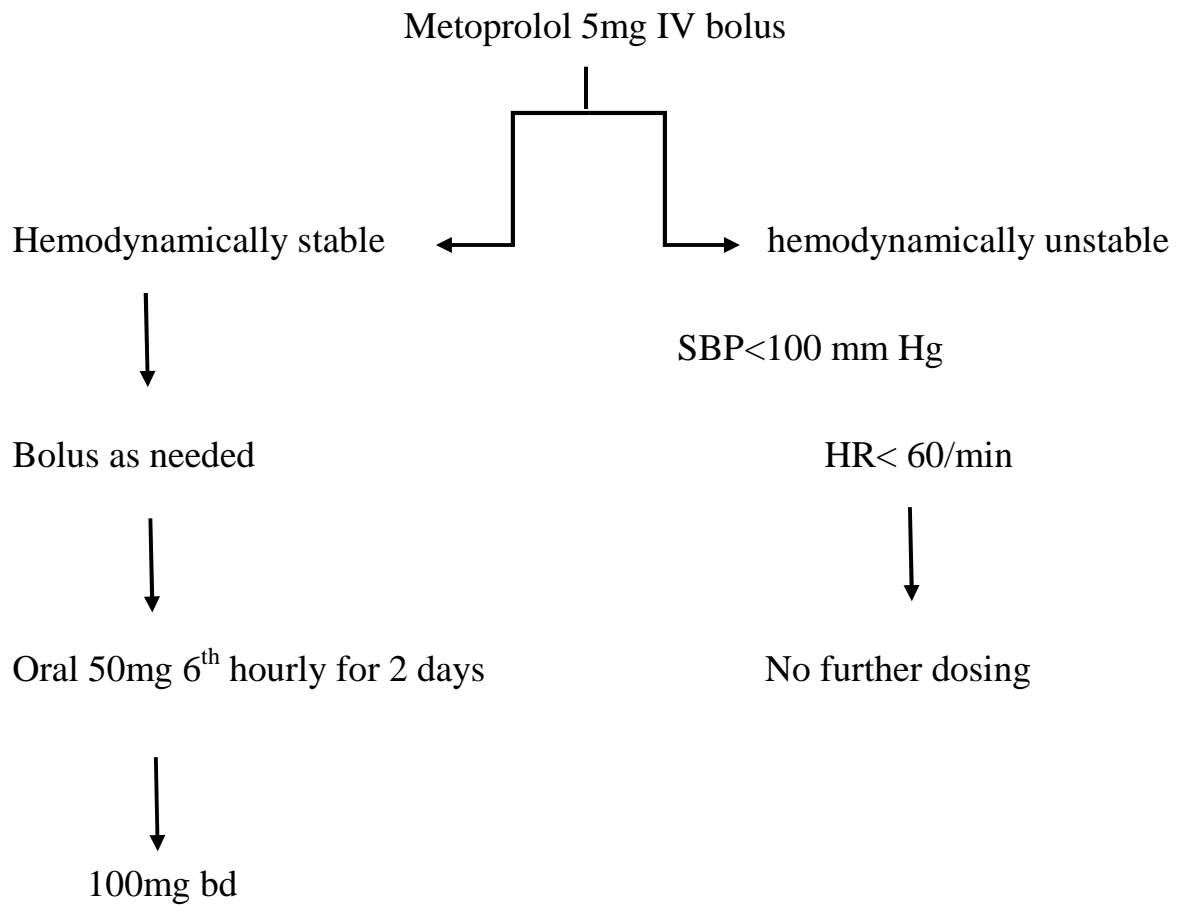 Metoprolol 5mg IV bolus
Hemodynamically stable
hemodynamically unstable
SBP<100 mm Hg
Bolus as needed
HR< 60/min
Oral 50mg 6th hourly for 2 days
No further dosing
100mg bd